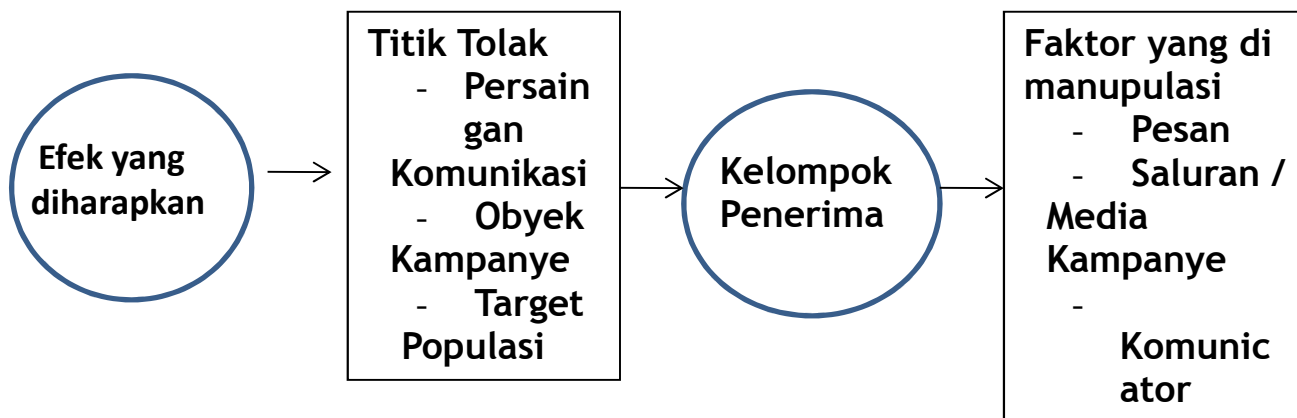 Efek yang
diharapkan
Titik Tolak
- Persain
gan
Komunikasi
- Obyek
Kampanye
- Target
Populasi
Kelompok
Penerima
Faktor yang di
manupulasi
- Pesan
- Saluran /
Media
Kampanye
-
Komunic
ator